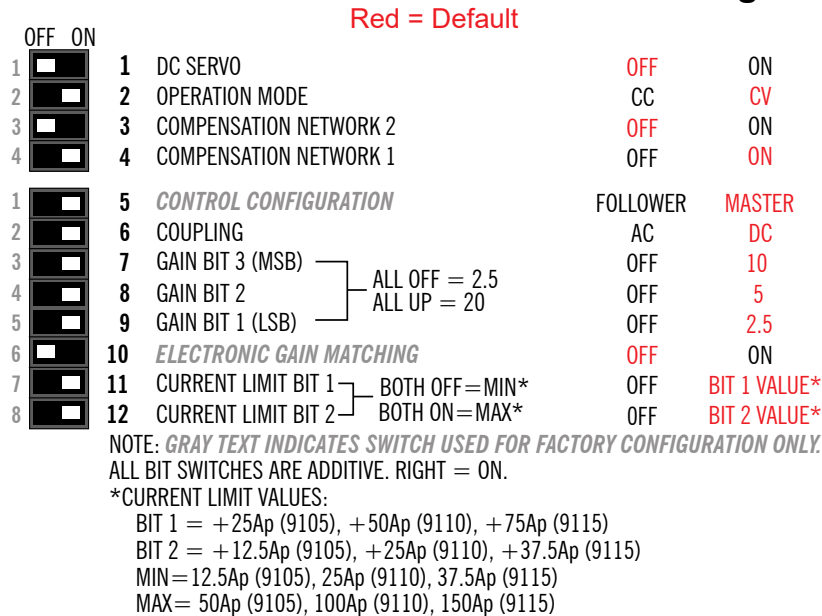 Red = Default
OFF ON
1 1 DC SERVO OFF ON
2 2 OPERATION MODE CC CV
3 3 COMPENSATION NETWORK 2 OFF ON
4 4 COMPENSATION NETWORK 1 OFF ON
1 5 CONTROL CONFIGURATION FOLLOWER MASTER
2 6 COUPLING AC DC
3 7 GAIN BIT 3 (MSB) OFF 10
ALL OFF = 2.5
4 8 GAIN BIT 2 OFF 5
ALL UP = 20
5 9 GAIN BIT 1 (LSB) OFF 2.5
6 10 ELECTRONIC GAIN MATCHING OFF ON
7 11 CURRENT LIMIT BIT 1 BOTH OFF=MIN* OFF BIT 1 VALUE*
8 12 CURRENT LIMIT BIT 2 BOTH ON=MAX* OFF BIT 2 VALUE*
NOTE: GRAY TEXT INDICATES SWITCH USED FOR FACTORY CONFIGURATION ONLY.
ALL BIT SWITCHES ARE ADDITIVE. RIGHT = ON.
*CURRENT LIMIT VALUES:
BIT 1 = +25Ap (9105), +50Ap (9110), +75Ap (9115)
BIT 2 = +12.5Ap (9105), +25Ap (9110), +37.5Ap (9115)
MIN=12.5Ap (9105), 25Ap (9110), 37.5Ap (9115)
MAX= 50Ap (9105), 100Ap (9110), 150Ap (9115)